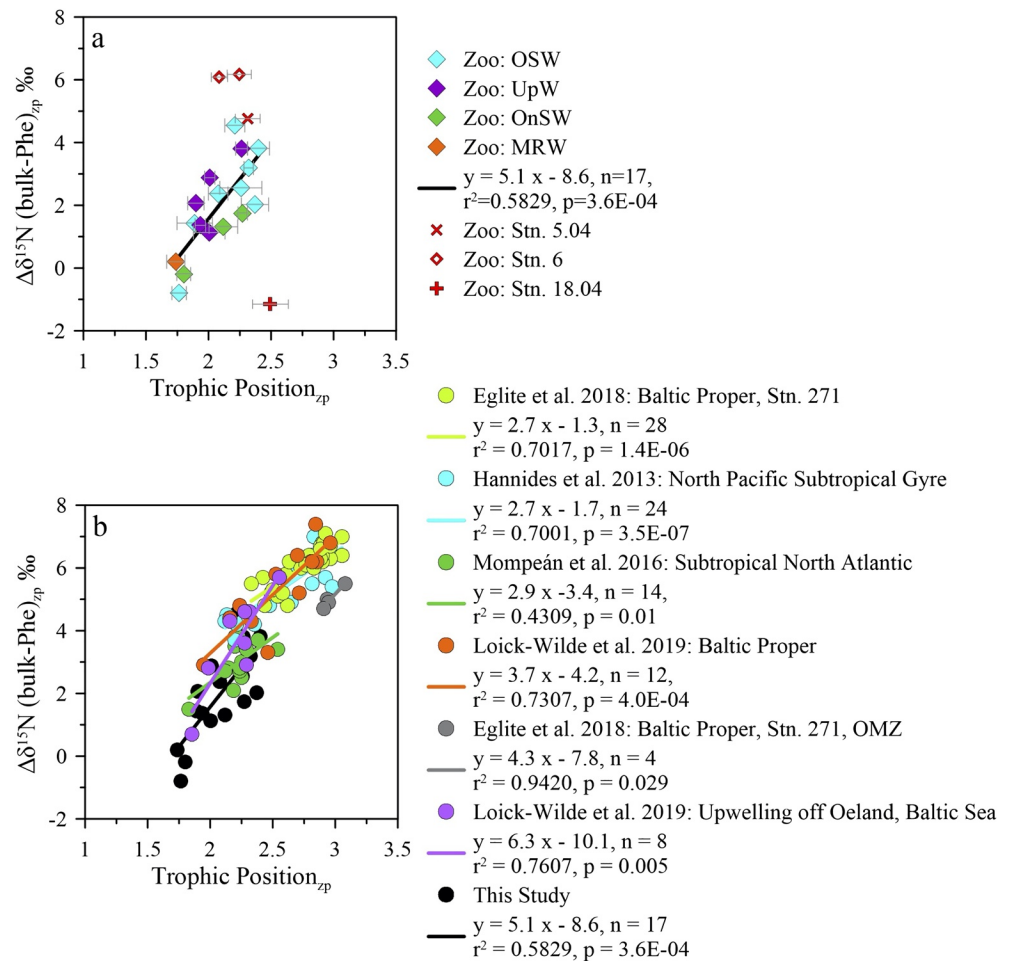 a
8
6
4
2
0
-2
1 1.5 2 2.5 3 3.5
Δδ¹⁵N (bulk-Phe)zp ‰
Trophic Positionzp
Zoo: OSW
Zoo: UpW
Zoo: OnSW
Zoo: MRW
y = 5.1 x - 8.6, n=17,
r²=0.5829, p=3.6E-04
Zoo: Stn. 5.04
Zoo: Stn. 6
Zoo: Stn. 18.04
b
8
6
4
2
0
-2
1 1.5 2 2.5 3 3.5
Δδ¹⁵N (bulk-Phe)zp ‰
Trophic Positionzp
Eglite et al. 2018: Baltic Proper, Stn. 271
y = 2.7 x - 1.3, n = 28
r² = 0.7017, p = 1.4E-06
Hannides et al. 2013: North Pacific Subtropical Gyre
y = 2.7 x - 1.7, n = 24
r² = 0.7001, p = 3.5E-07
Mompeán et al. 2016: Subtropical North Atlantic
y = 2.9 x -3.4, n = 14,
r² = 0.4309, p = 0.01
Loick-Wilde et al. 2019: Baltic Proper
y = 3.7 x - 4.2, n = 12,
r² = 0.7307, p = 4.0E-04
Eglite et al. 2018: Baltic Proper, Stn. 271, OMZ
y = 4.3 x - 7.8, n = 4
r² = 0.9420, p = 0.029
Loick-Wilde et al. 2019: Upwelling off Oeland, Baltic Sea
y = 6.3 x - 10.1, n = 8
r² = 0.7607, p = 0.005
This Study
y = 5.1 x - 8.6, n = 17
r² = 0.5829, p = 3.6E-04